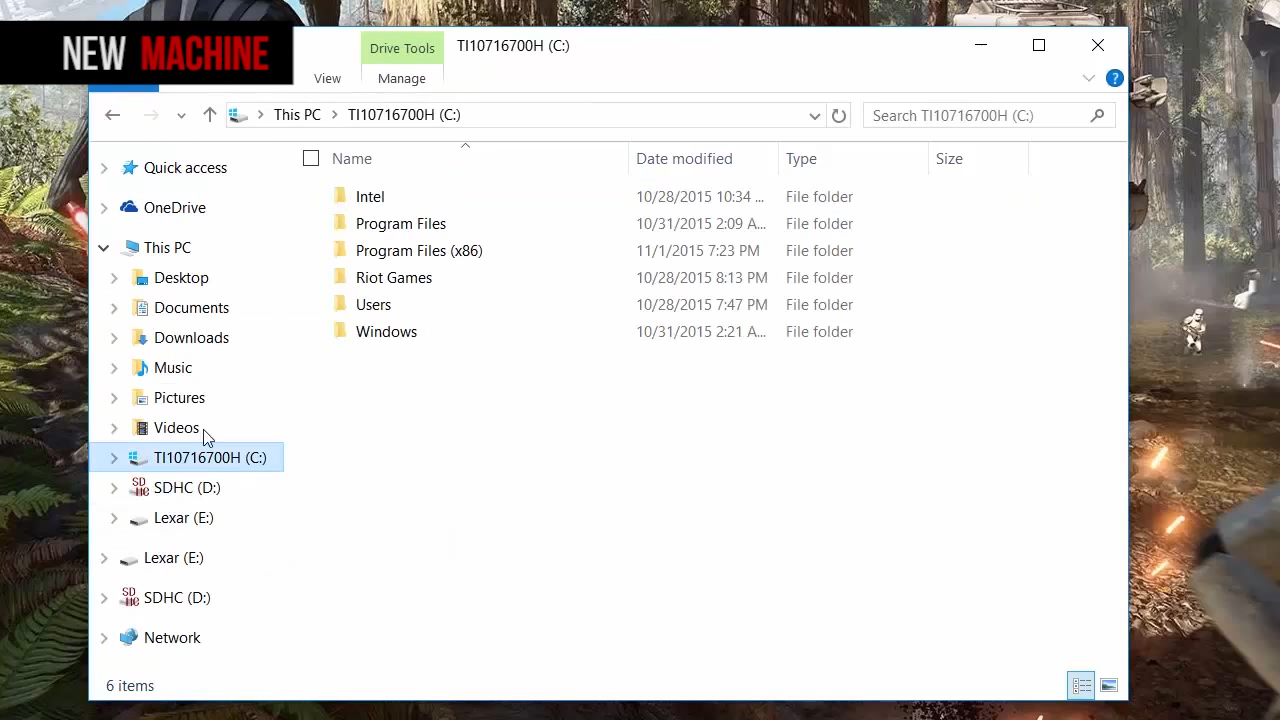 NEW MACHINE
Drive Tools
TI10716700H (C:)
View
Manage
?
This PC
TI10716700H (C:)
Search TI10716700H (C:)
Name
Date modified
Type
Size
Quick access
OneDrive
This PC
Desktop
Documents
Downloads
Music
Pictures
Videos
TI10716700H (C:)
SDHC (D:)
Lexar (E:)
Lexar (E:)
SDHC (D:)
Network
Intel 10/28/2015 10:34 ... File folder
Program Files 10/31/2015 2:09 A... File folder
Program Files (x86) 11/1/2015 7:23 PM File folder
Riot Games 10/28/2015 8:13 PM File folder
Users 10/28/2015 7:47 PM File folder
Windows 10/31/2015 2:21 A... File folder
6 items